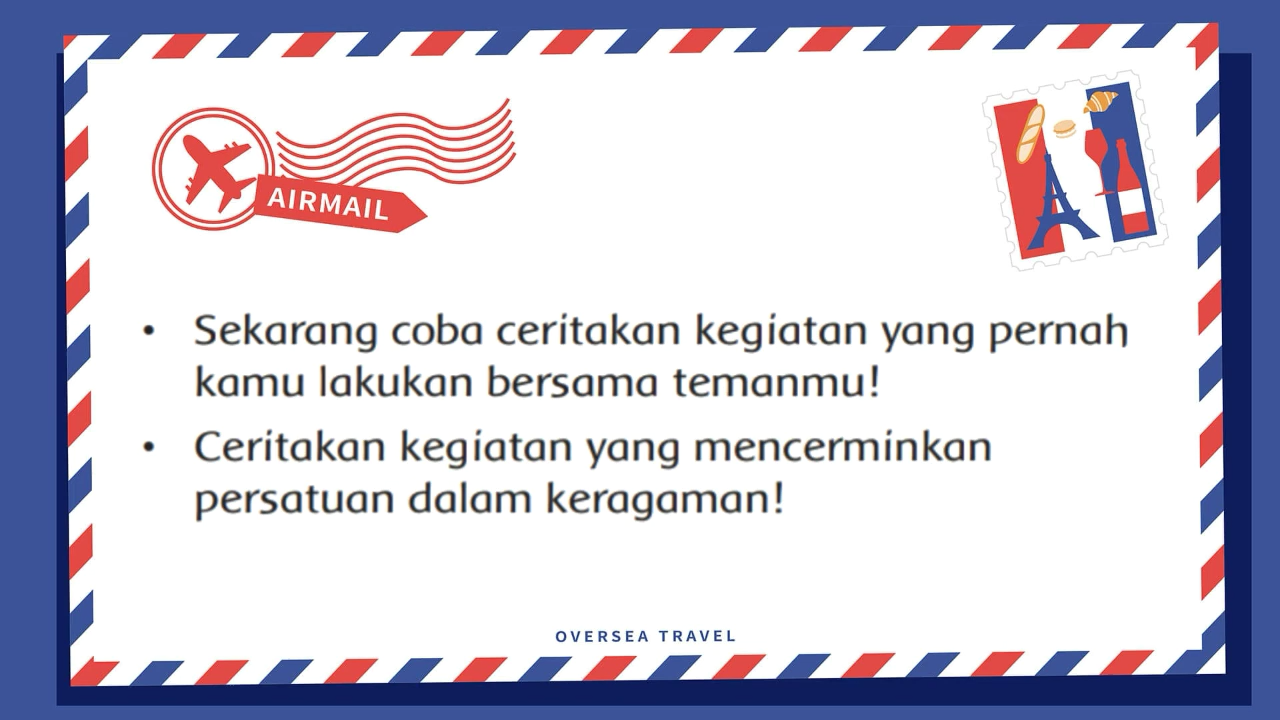 AIRMAIL
• Sekarang coba ceritakan kegiatan yang pernah
kamu lakukan bersama temanmu!
• Ceritakan kegiatan yang mencerminkan
persatuan dalam keragaman!
OVERSEA TRAVEL